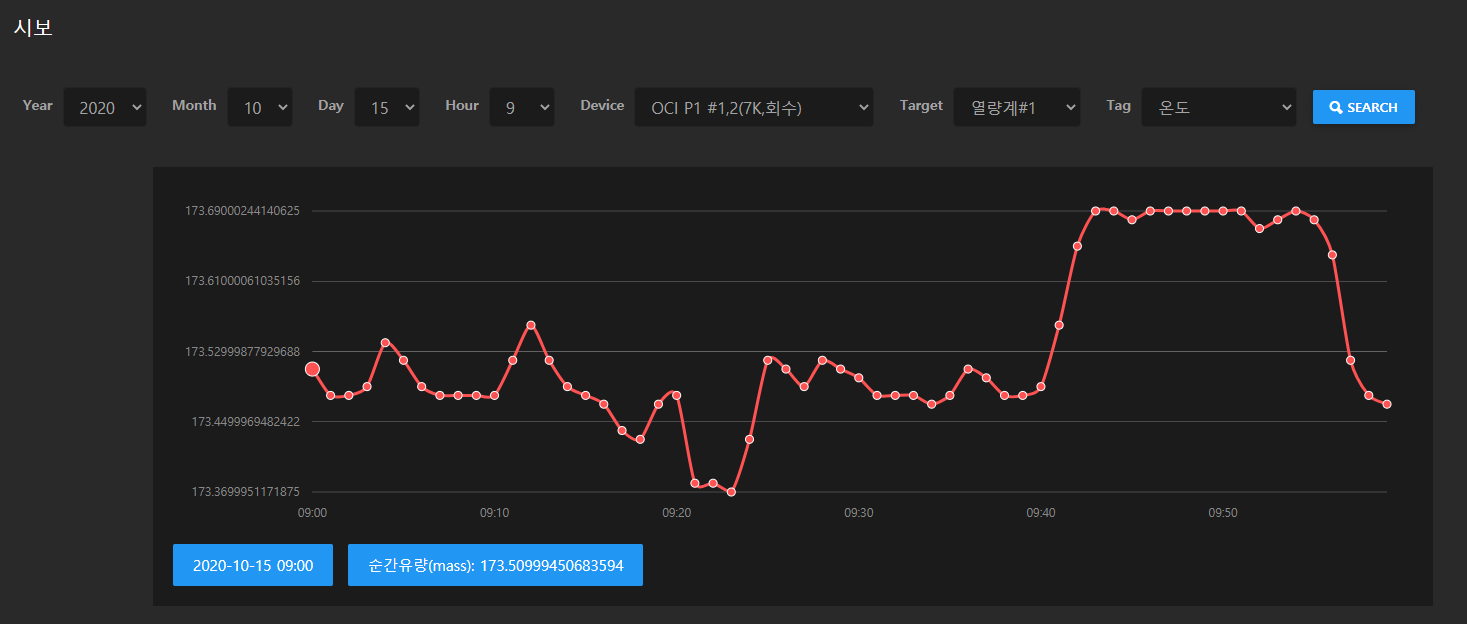 시보
Year 2020 Month 10 Day 15 Hour 9 Device OCI P1 #1,2(7K,회수) Target 열량계#1 Tag 온도 SEARCH
173.69000244140625
173.61000061035156
173.52999877929688
173.4499969482422
173.3699951171875
09:00 09:10 09:20 09:30 09:40 09:50
2020-10-15 09:00 순간유량(mass): 173.50999450683594